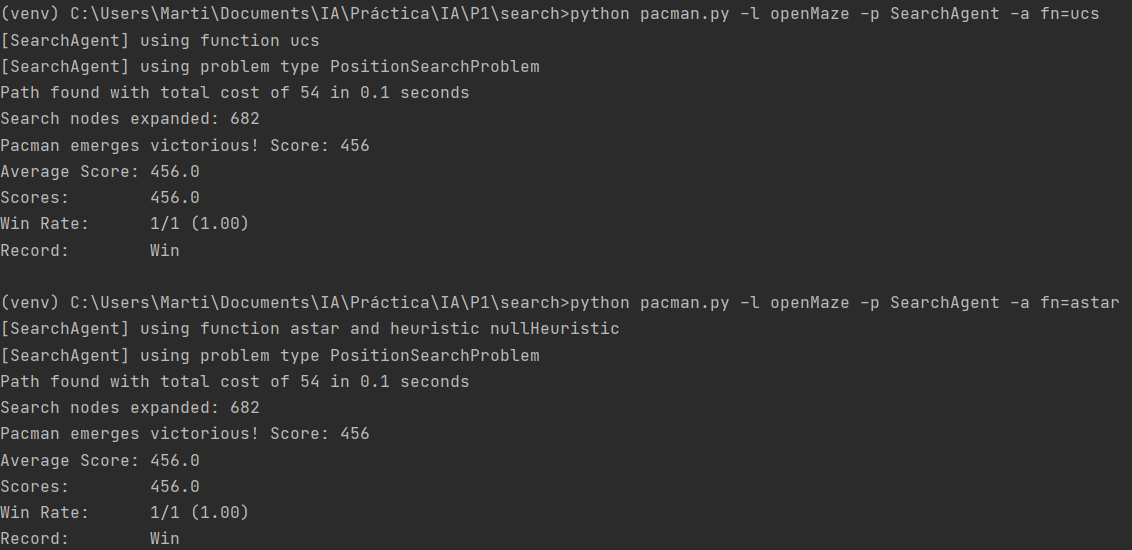 (venv) C:\Users\Marti\Documents\IA\Práctica\IA\P1\search>python pacman.py -l openMaze -p SearchAgent -a fn=ucs
[SearchAgent] using function ucs
[SearchAgent] using problem type PositionSearchProblem
Path found with total cost of 54 in 0.1 seconds
Search nodes expanded: 682
Pacman emerges victorious! Score: 456
Average Score: 456.0
Scores:        456.0
Win Rate:      1/1 (1.00)
Record:        Win
(venv) C:\Users\Marti\Documents\IA\Práctica\IA\P1\search>python pacman.py -l openMaze -p SearchAgent -a fn=astar
[SearchAgent] using function astar and heuristic nullHeuristic
[SearchAgent] using problem type PositionSearchProblem
Path found with total cost of 54 in 0.1 seconds
Search nodes expanded: 682
Pacman emerges victorious! Score: 456
Average Score: 456.0
Scores:        456.0
Win Rate:      1/1 (1.00)
Record:        Win